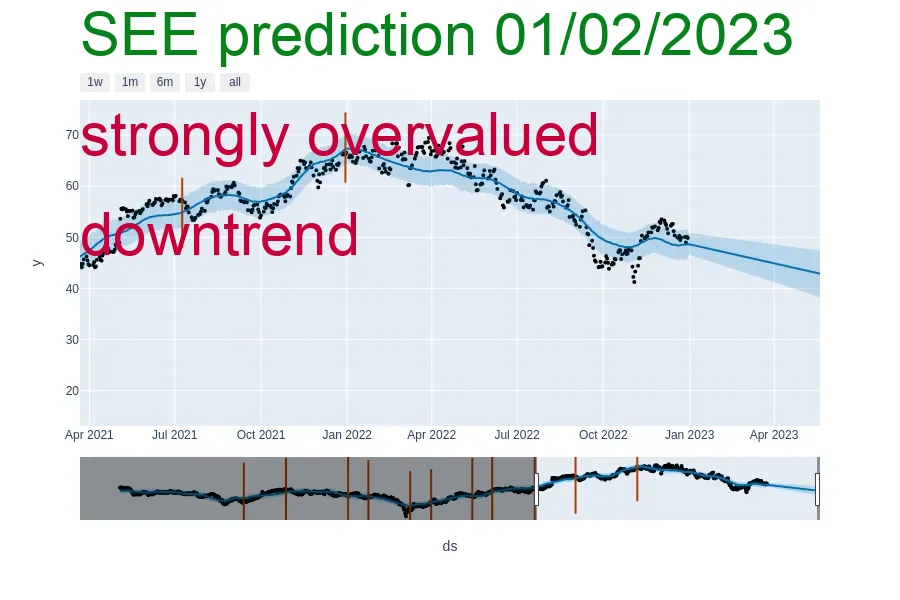 SEE prediction 01/02/2023
1w 1m 6m 1y all
strongly overvalued
downtrend
70
60
50
40
30
20
y
Apr 2021 Jul 2021 Oct 2021 Jan 2022 Apr 2022 Jul 2022 Oct 2022 Jan 2023 Apr 2023
ds